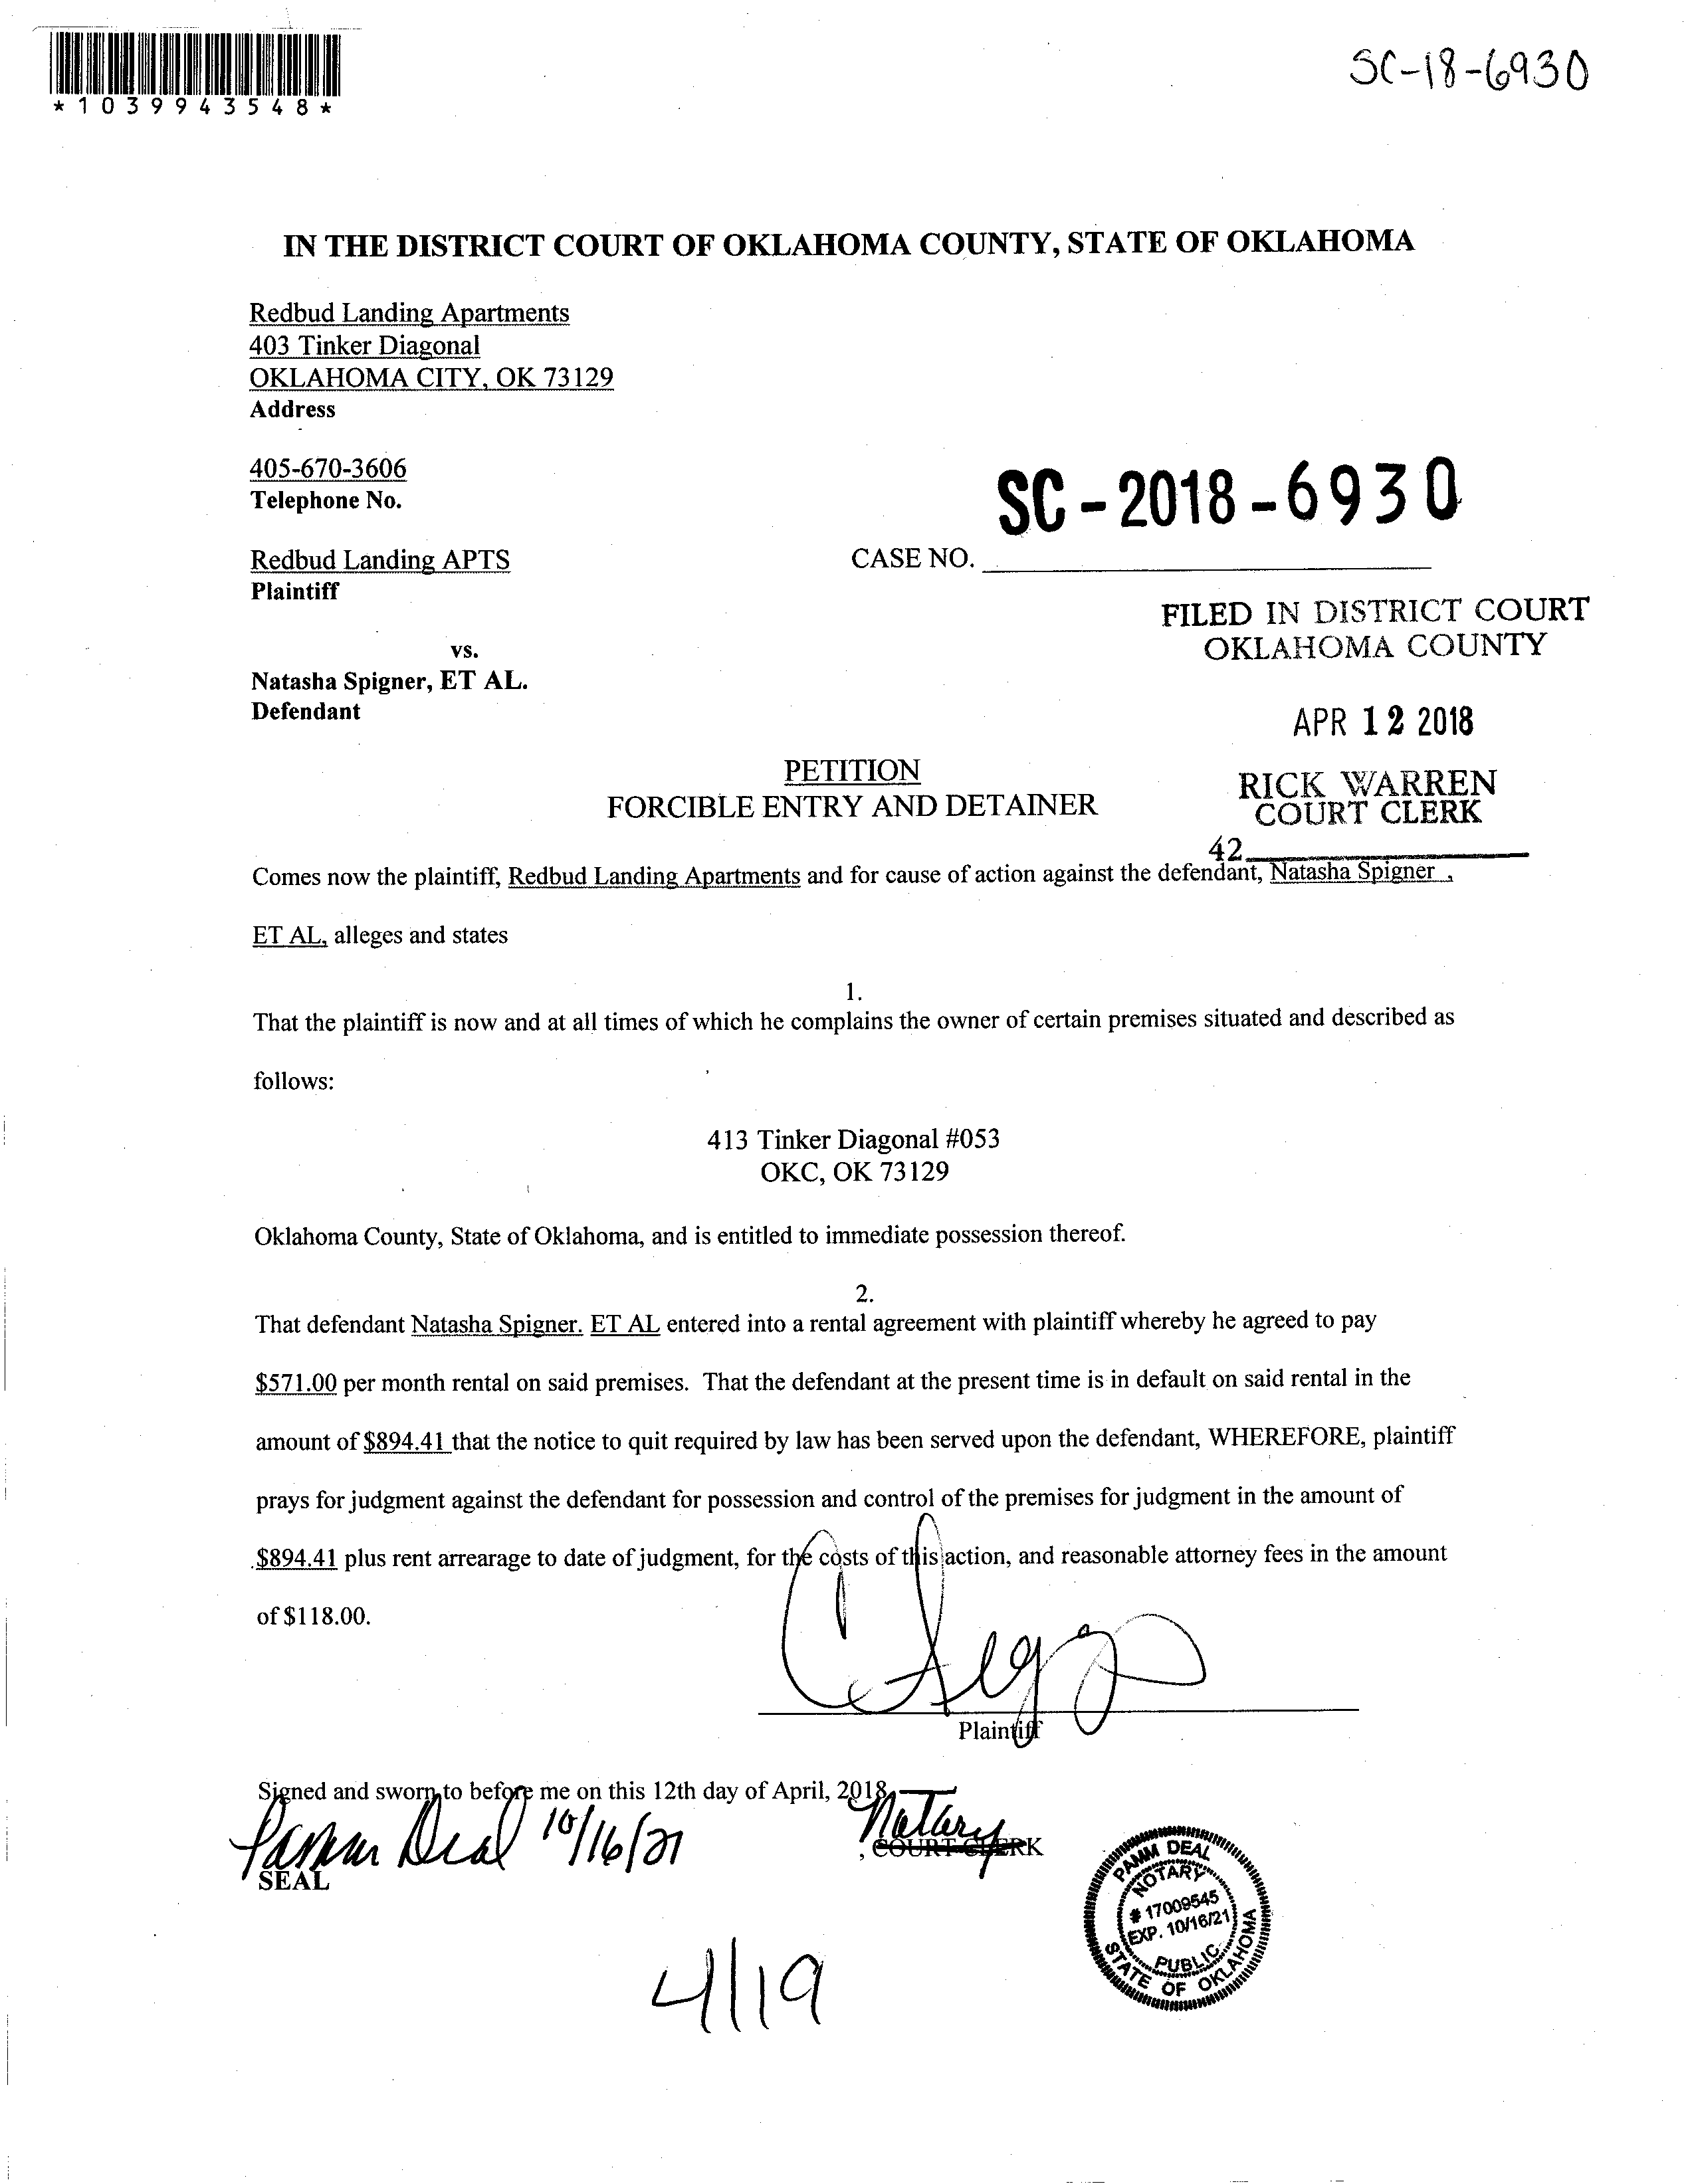 *1039943548*
SC-18-6930
IN THE DISTRICT COURT OF OKLAHOMA COUNTY, STATE OF OKLAHOMA
Redbud Landing Apartments
403 Tinker Diagonal
OKLAHOMA CITY, OK 73129
Address
405-670-3606
Telephone No.
SC-2018-6930
Redbud Landing APTS
CASE NO.
Plaintiff
FILED IN DISTRICT COURT
OKLAHOMA COUNTY
vs.
Natasha Spigner, ET AL.
Defendant
APR 12 2018
PETITION
FORCIBLE ENTRY AND DETAINER
RICK WARREN
COURT CLERK
42
Comes now the plaintiff, Redbud Landing Apartments and for cause of action against the defendant, Natasha Spigner ,
ET AL, alleges and states
1.
That the plaintiff is now and at all times of which he complains the owner of certain premises situated and described as
follows:
413 Tinker Diagonal #053
OKC, OK 73129
Oklahoma County, State of Oklahoma, and is entitled to immediate possession thereof.
2.
That defendant Natasha Spigner. ET AL entered into a rental agreement with plaintiff whereby he agreed to pay
$571.00 per month rental on said premises. That the defendant at the present time is in default on said rental in the
amount of $894.41 that the notice to quit required by law has been served upon the defendant, WHEREFORE, plaintiff
prays for judgment against the defendant for possession and control of the premises for judgment in the amount of
$894.41 plus rent arrearage to date of judgment, for the costs of this action, and reasonable attorney fees in the amount
of $118.00.
Plaintiff
Signed and sworn to before me on this 12th day of April, 2018
Pamm Deal 10/16/21
Notary
, COURT CLERK
SEAL
PAMM DEAL
NOTARY
# 17009545
EXP. 10/16/21
PUBLIC
STATE OF OKLAHOMA
4/19